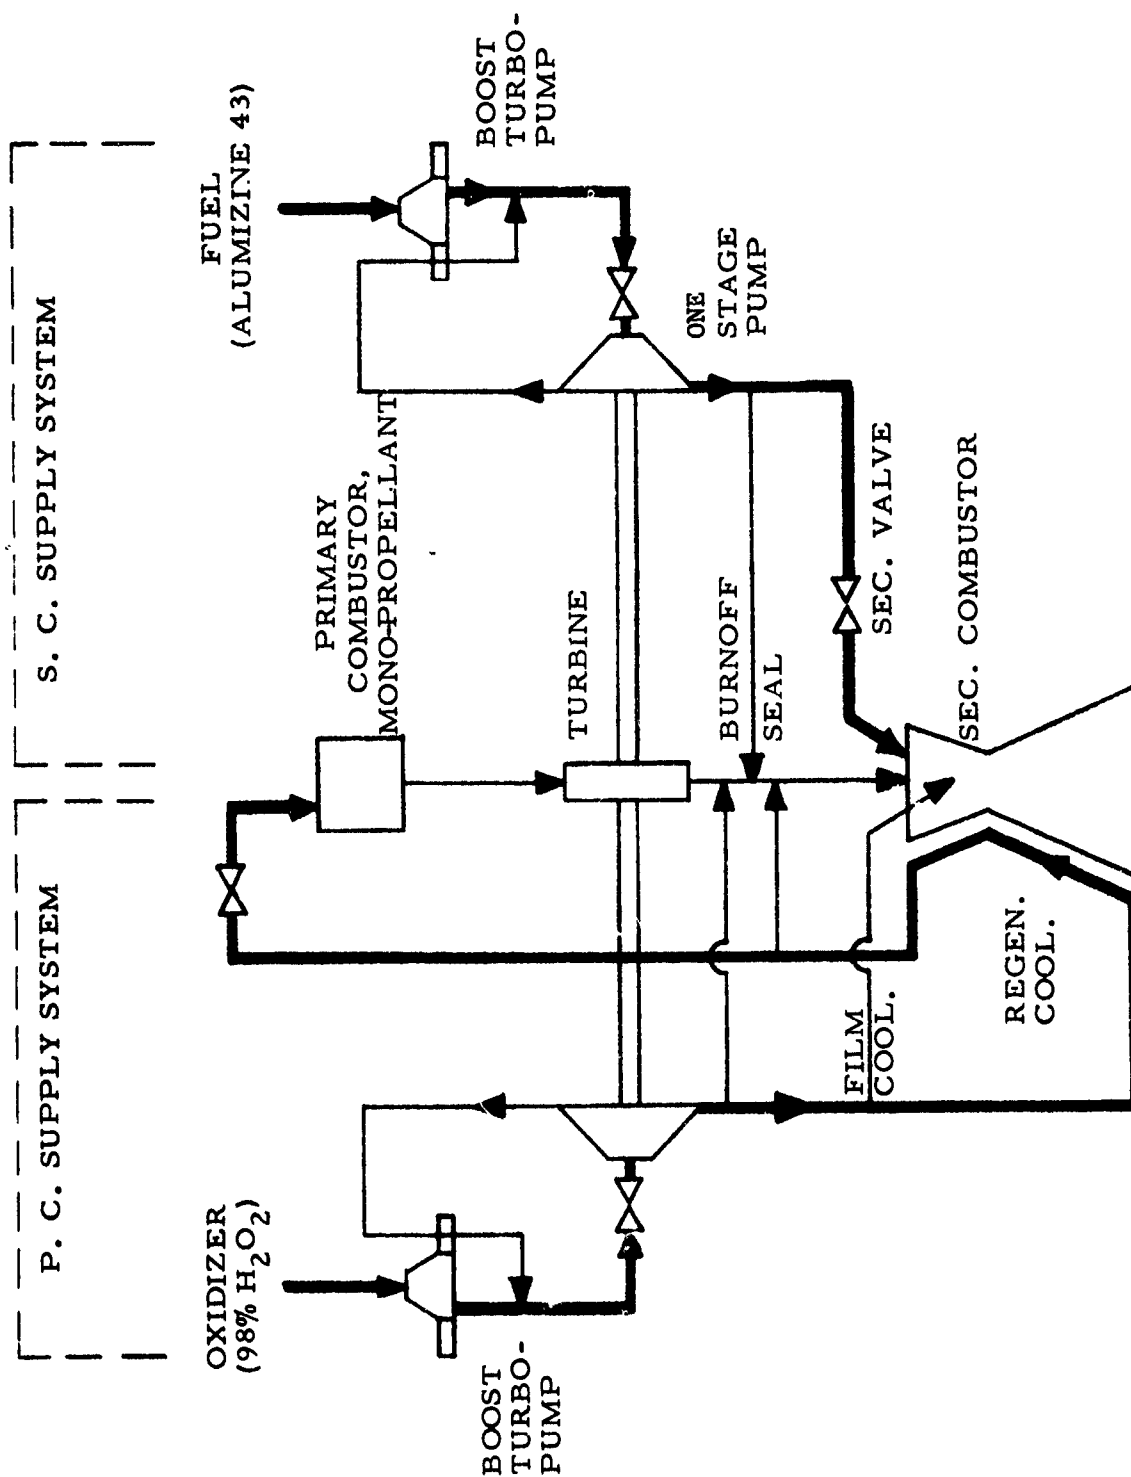 P. C. SUPPLY SYSTEM
S. C. SUPPLY SYSTEM
OXIDIZER
(98% H₂O₂)
FUEL
(ALUMIZINE 43)
PRIMARY
COMBUSTOR,
MONO-PROPELLANT
BOOST
TURBO-
PUMP
BOOST
TURBO-
PUMP
TURBINE
ONE
STAGE
PUMP
BURNOFF
SEAL
FILM
COOL.
SEC. VALVE
SEC. COMBUSTOR
REGEN.
COOL.